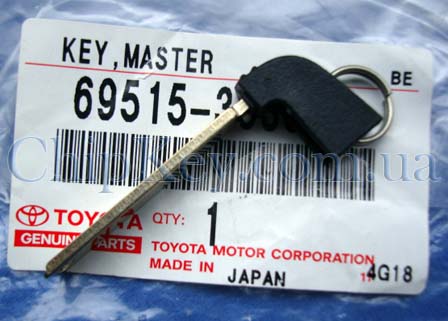 KEY, MASTER
BE
69515-3
ChipKey.com.ua
TOYOTA
GENUINE PARTS
QTY: 1
TOYOTA MOTOR CORPORATION
MADE IN JAPAN
4G18